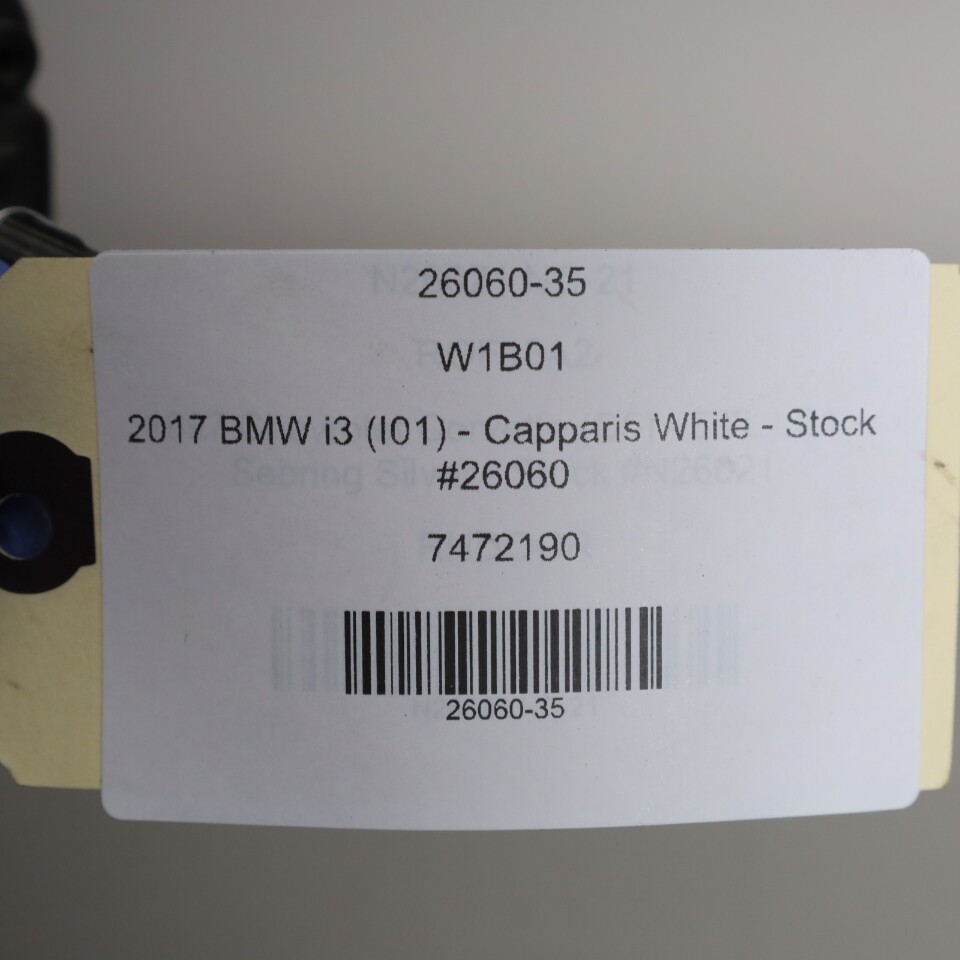 26060-35
W1B01
2017 BMW i3 (I01) - Capparis White - Stock
#26060
7472190
26060-35